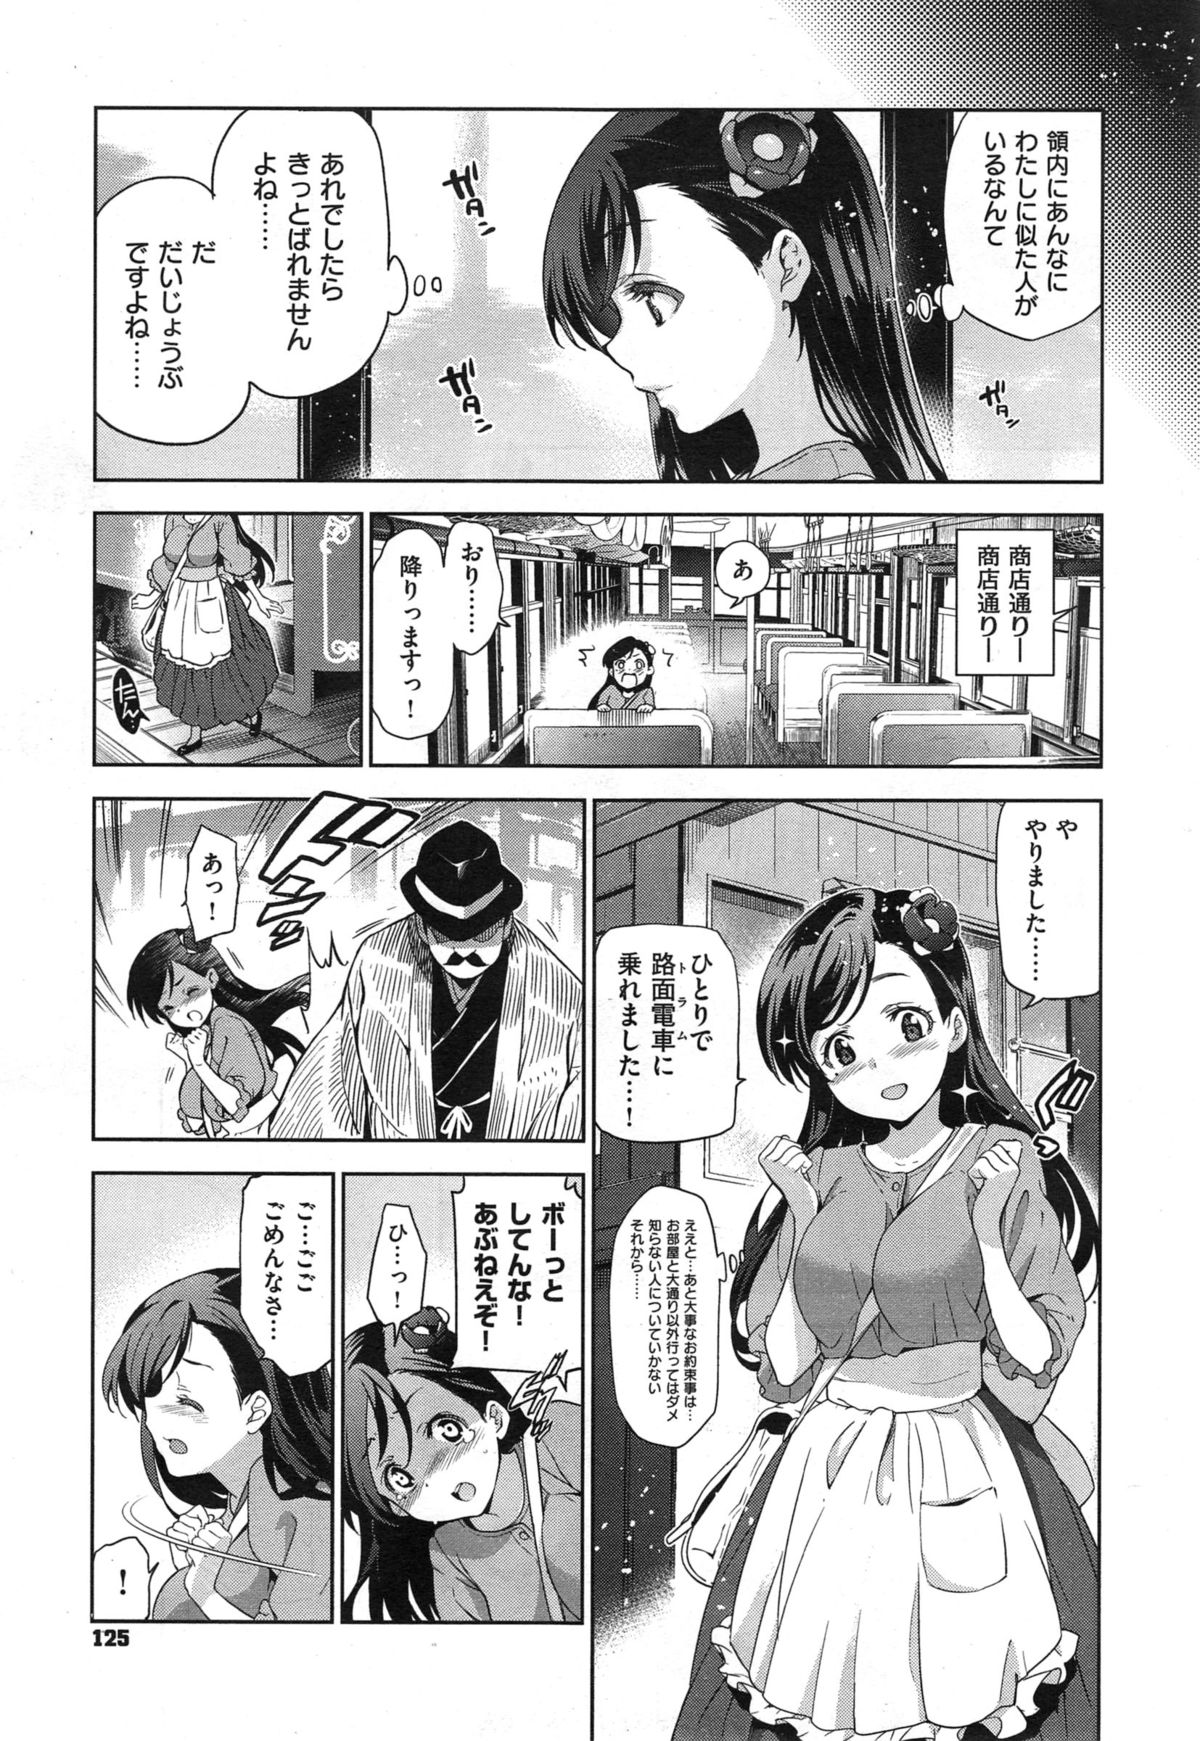 領内にあんなに
わたしに似た人が
いるなんて
ガタン
ガタン
ガタン
あれでしたら
きっとばれません
よね……
だ
だいじょうぶ
ですよね……
商店通りー
商店通りー
あ
おり……
降りっますっ！
たん…
や
やりました……
ひとりで
路面電車に
トラム
乗れました…！
ええと…あと大事なお約束事は…
お部屋と大通り以外行ってはダメ
知らない人についていかない
それから……
ドンッ
あっ！
ボーっと
してんな！
あぶねえぞ！
ひ…っ！
ご…ごご
ごめんなさ…
！
125